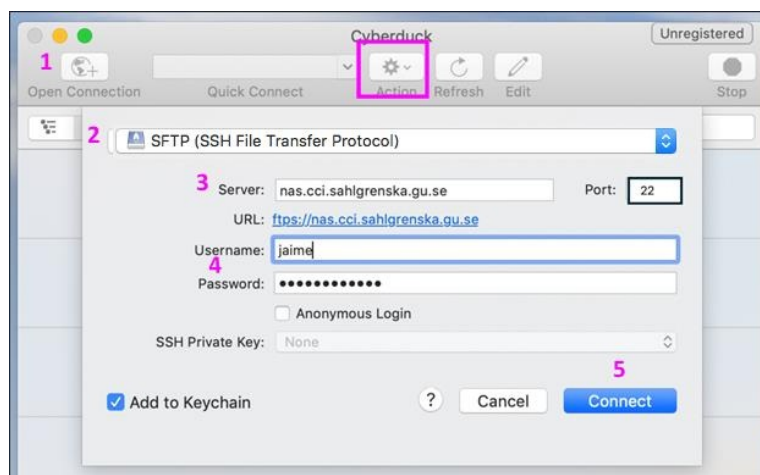 Cyberduck
Unregistered
1
Open Connection
Quick Connect
Action
Refresh
Edit
Stop
2
SFTP (SSH File Transfer Protocol)
3
Server: nas.cci.sahlgrenska.gu.se Port: 22
URL: ftps://nas.cci.sahlgrenska.gu.se
Username: jaime
4
Password: ●●●●●●●●●●●●
Anonymous Login
SSH Private Key: None
5
Add to Keychain ? Cancel Connect